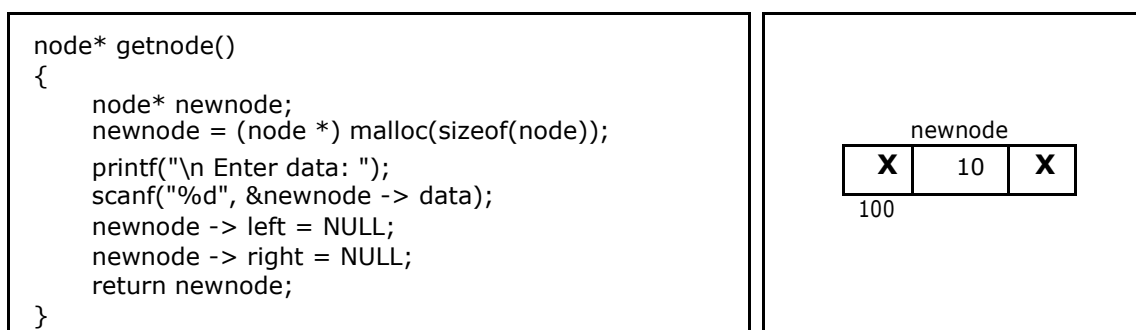 node* getnode()
{
node* newnode;
newnode = (node *) malloc(sizeof(node));
printf("\n Enter data: ");
scanf("%d", &newnode -> data);
newnode -> left = NULL;
newnode -> right = NULL;
return newnode;
}
newnode
X 10 X
100